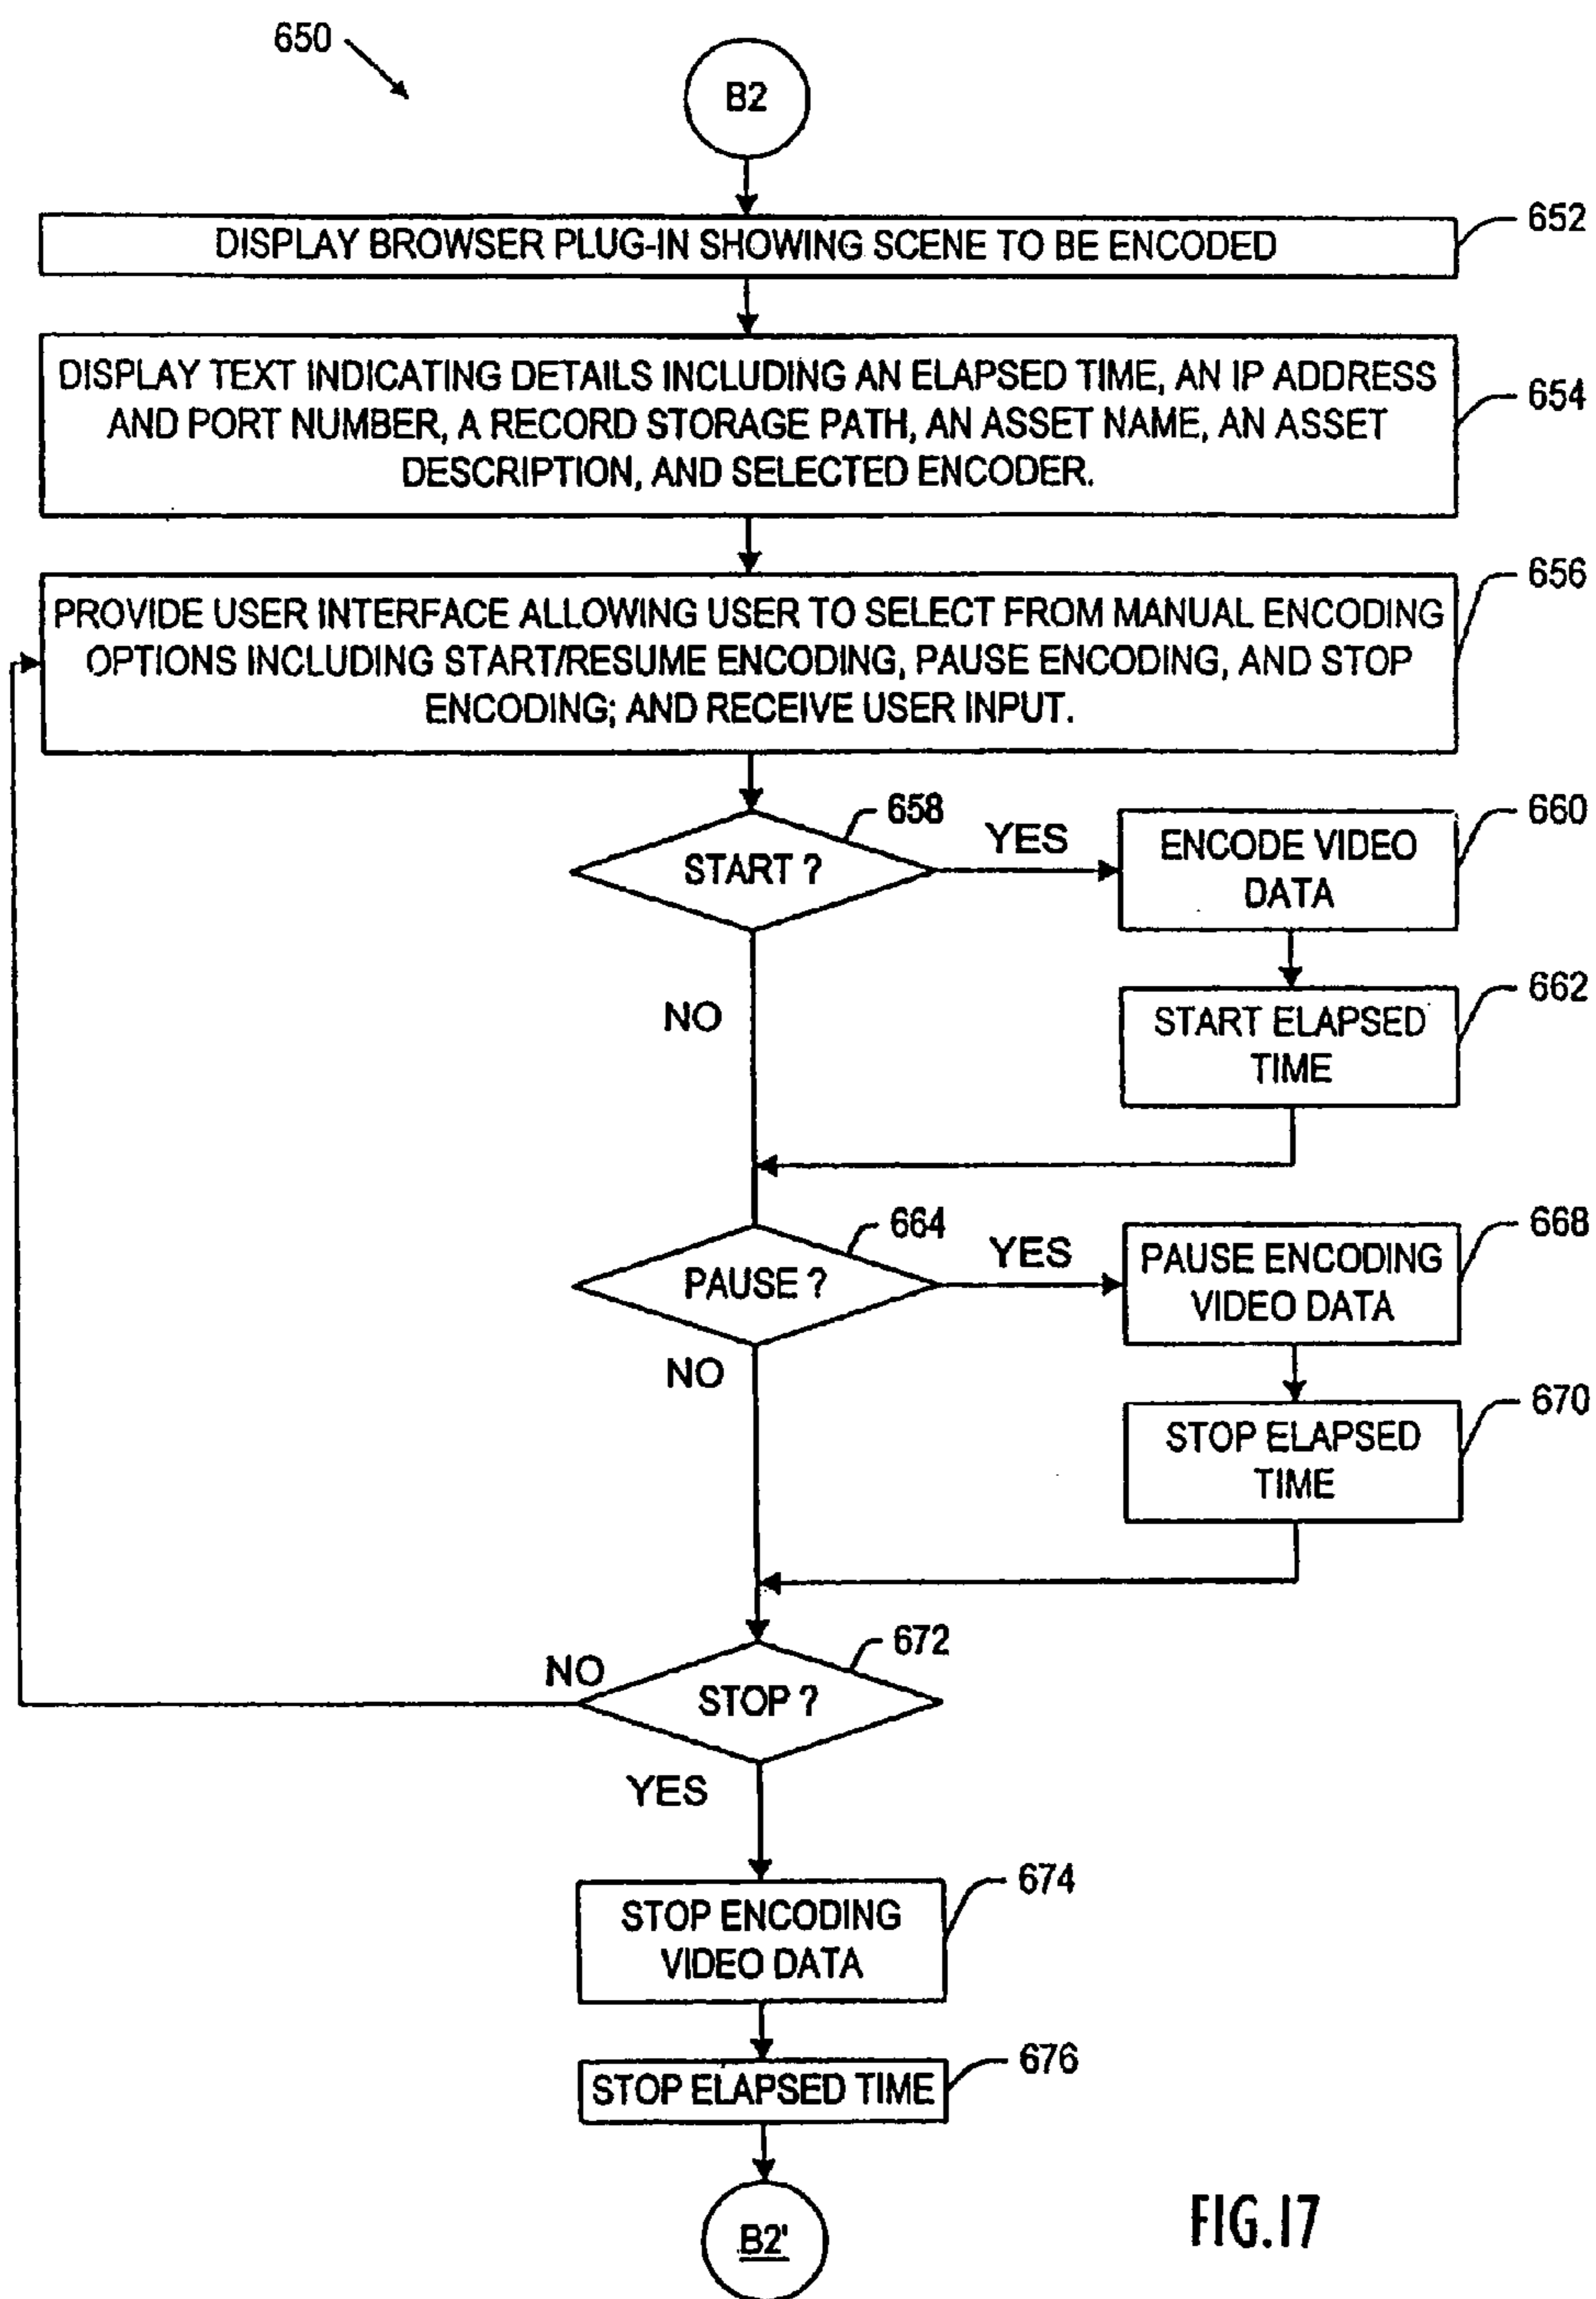 650
B2
DISPLAY BROWSER PLUG-IN SHOWING SCENE TO BE ENCODED
652
DISPLAY TEXT INDICATING DETAILS INCLUDING AN ELAPSED TIME, AN IP ADDRESS
AND PORT NUMBER, A RECORD STORAGE PATH, AN ASSET NAME, AN ASSET
DESCRIPTION, AND SELECTED ENCODER.
654
PROVIDE USER INTERFACE ALLOWING USER TO SELECT FROM MANUAL ENCODING
OPTIONS INCLUDING START/RESUME ENCODING, PAUSE ENCODING, AND STOP
ENCODING; AND RECEIVE USER INPUT.
656
START ?
658
YES
ENCODE VIDEO
DATA
660
NO
START ELAPSED
TIME
662
PAUSE ?
664
YES
PAUSE ENCODING
VIDEO DATA
668
NO
STOP ELAPSED
TIME
670
STOP ?
672
NO
YES
STOP ENCODING
VIDEO DATA
674
STOP ELAPSED TIME
676
B2'
FIG.17